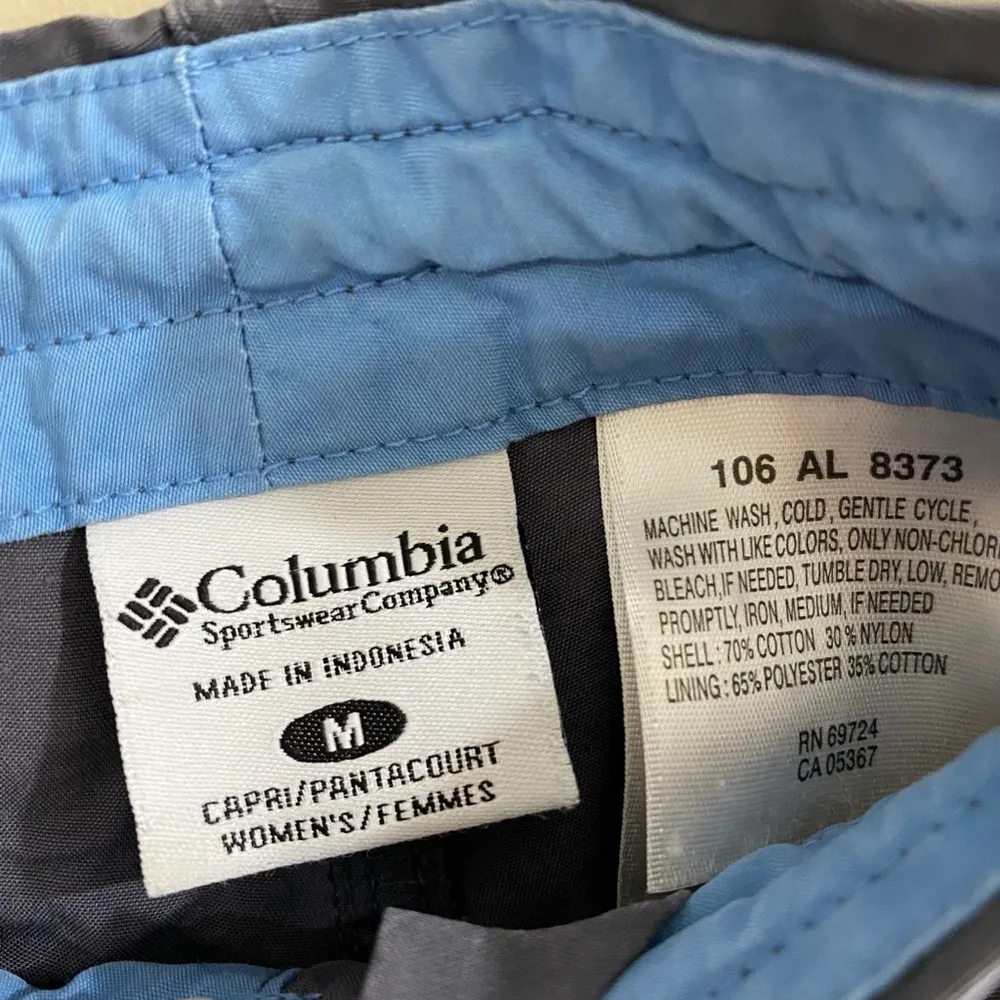 Columbia
Sportswear Company®
MADE IN INDONESIA
M
CAPRI/PANTACOURT
WOMEN'S/FEMMES
106 AL 8373
MACHINE WASH, COLD, GENTLE CYCLE,
WASH WITH LIKE COLORS, ONLY NON-CHLORI
BLEACH, IF NEEDED, TUMBLE DRY, LOW, REMO
PROMPTLY, IRON, MEDIUM, IF NEEDED
SHELL: 70% COTTON 30% NYLON
LINING: 65% POLYESTER 35% COTTON
RN 69724
CA 05367